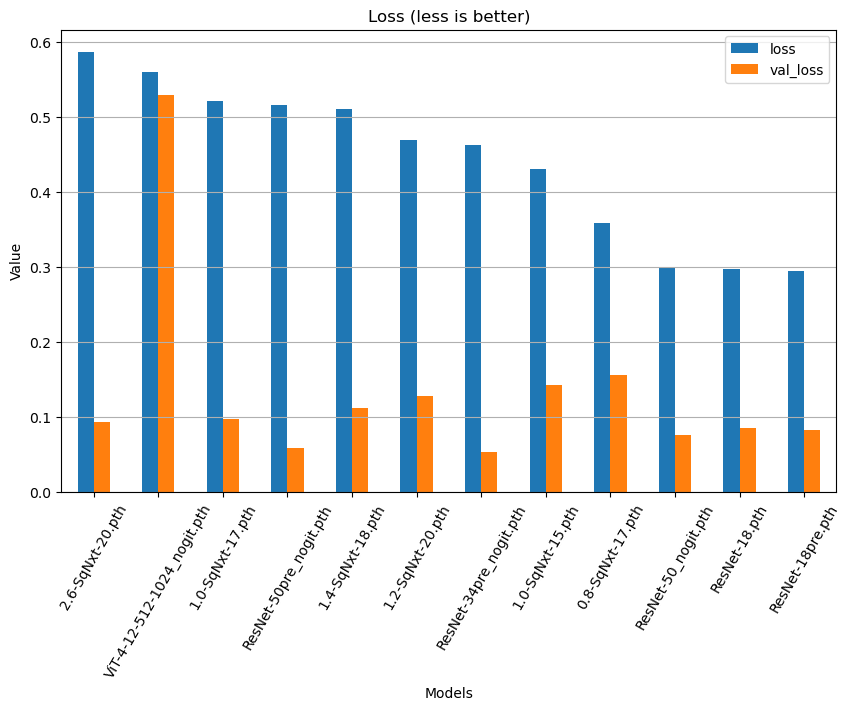 Loss (less is better)
loss
val_loss
0.6
0.5
0.4
0.3
0.2
0.1
0.0
Value
2.6-SqNxt-20.pth
ViT-4-12-512-1024_nogit.pth
1.0-SqNxt-17.pth
ResNet-50pre_nogit.pth
1.4-SqNxt-18.pth
1.2-SqNxt-20.pth
ResNet-34pre_nogit.pth
1.0-SqNxt-15.pth
0.8-SqNxt-17.pth
ResNet-50_nogit.pth
ResNet-18.pth
ResNet-18pre.pth
Models